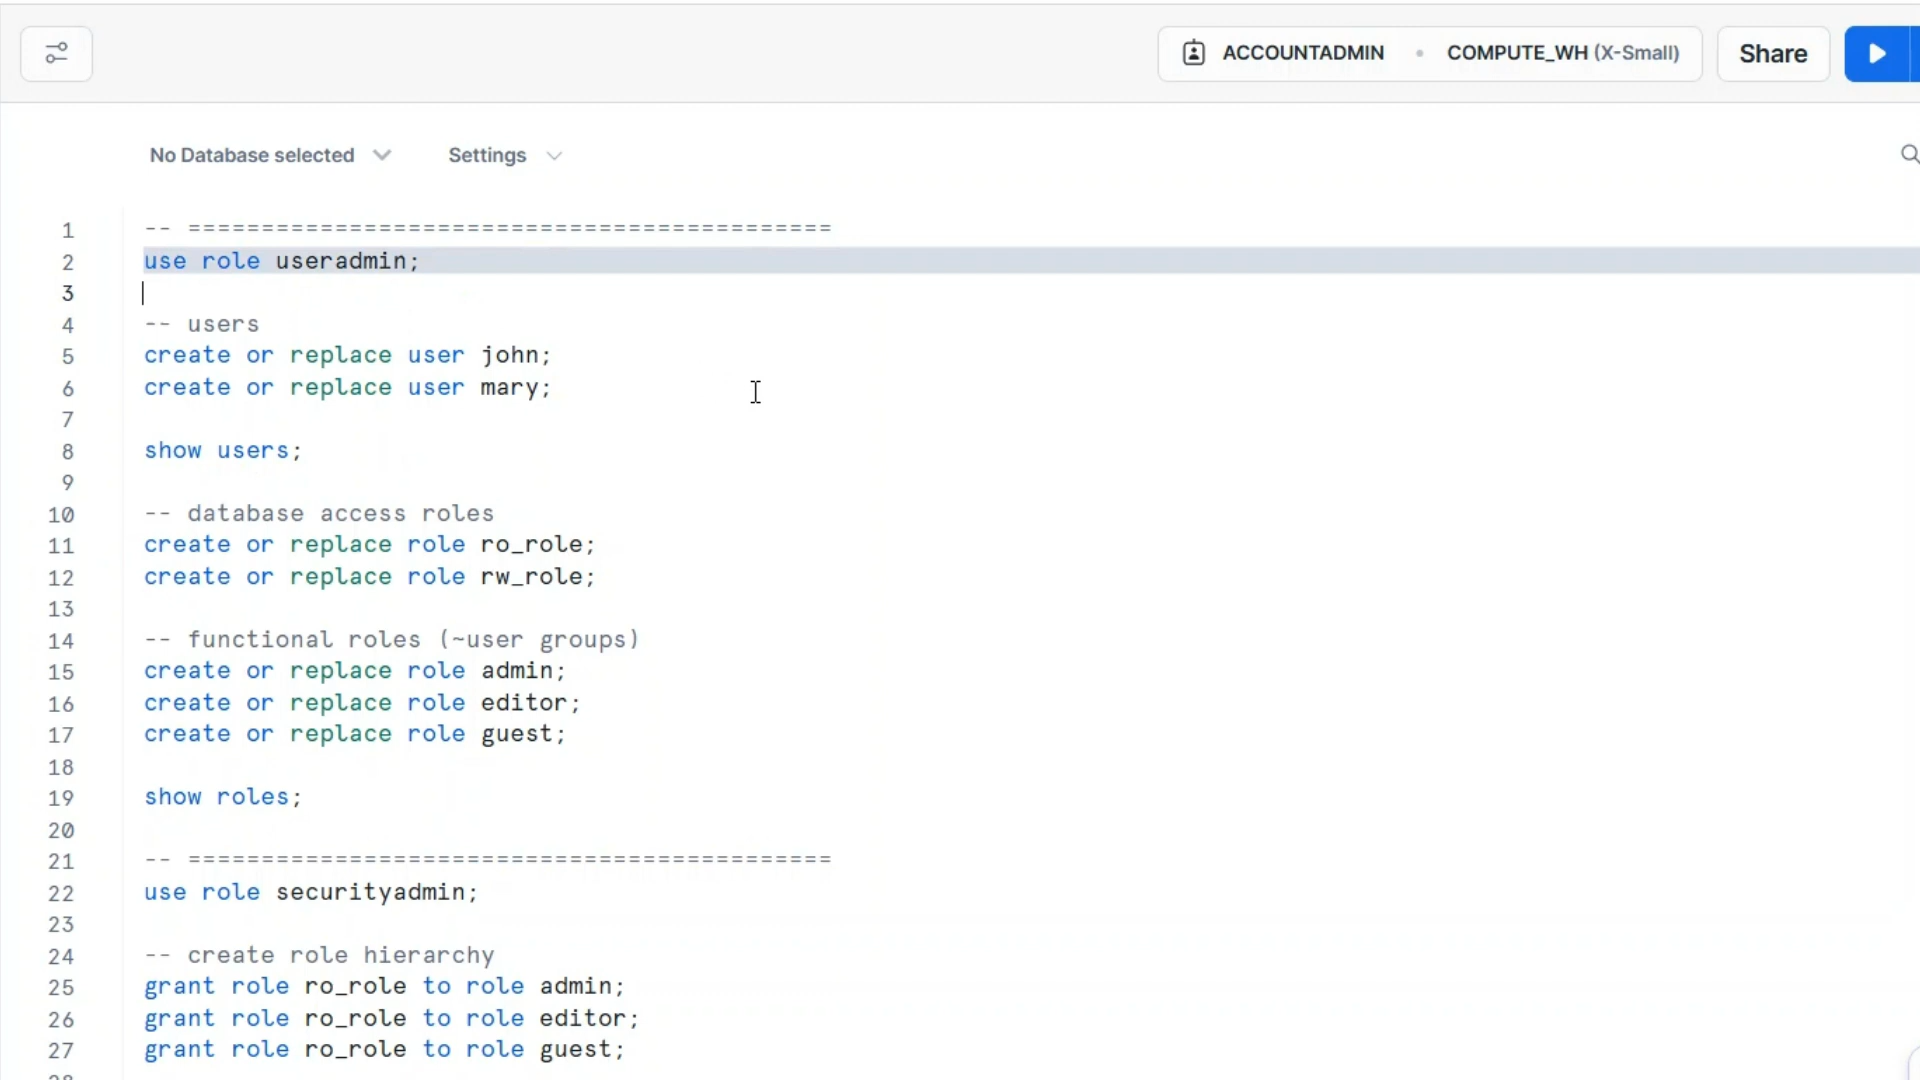 ACCOUNTADMIN • COMPUTE_WH (X-Small) Share
No Database selected Settings
1 -- ============================================
2 use role useradmin;
3
4 -- users
5 create or replace user john;
6 create or replace user mary;
7
8 show users;
9
10 -- database access roles
11 create or replace role ro_role;
12 create or replace role rw_role;
13
14 -- functional roles (~user groups)
15 create or replace role admin;
16 create or replace role editor;
17 create or replace role guest;
18
19 show roles;
20
21 -- ============================================
22 use role securityadmin;
23
24 -- create role hierarchy
25 grant role ro_role to role admin;
26 grant role ro_role to role editor;
27 grant role ro_role to role guest;
28